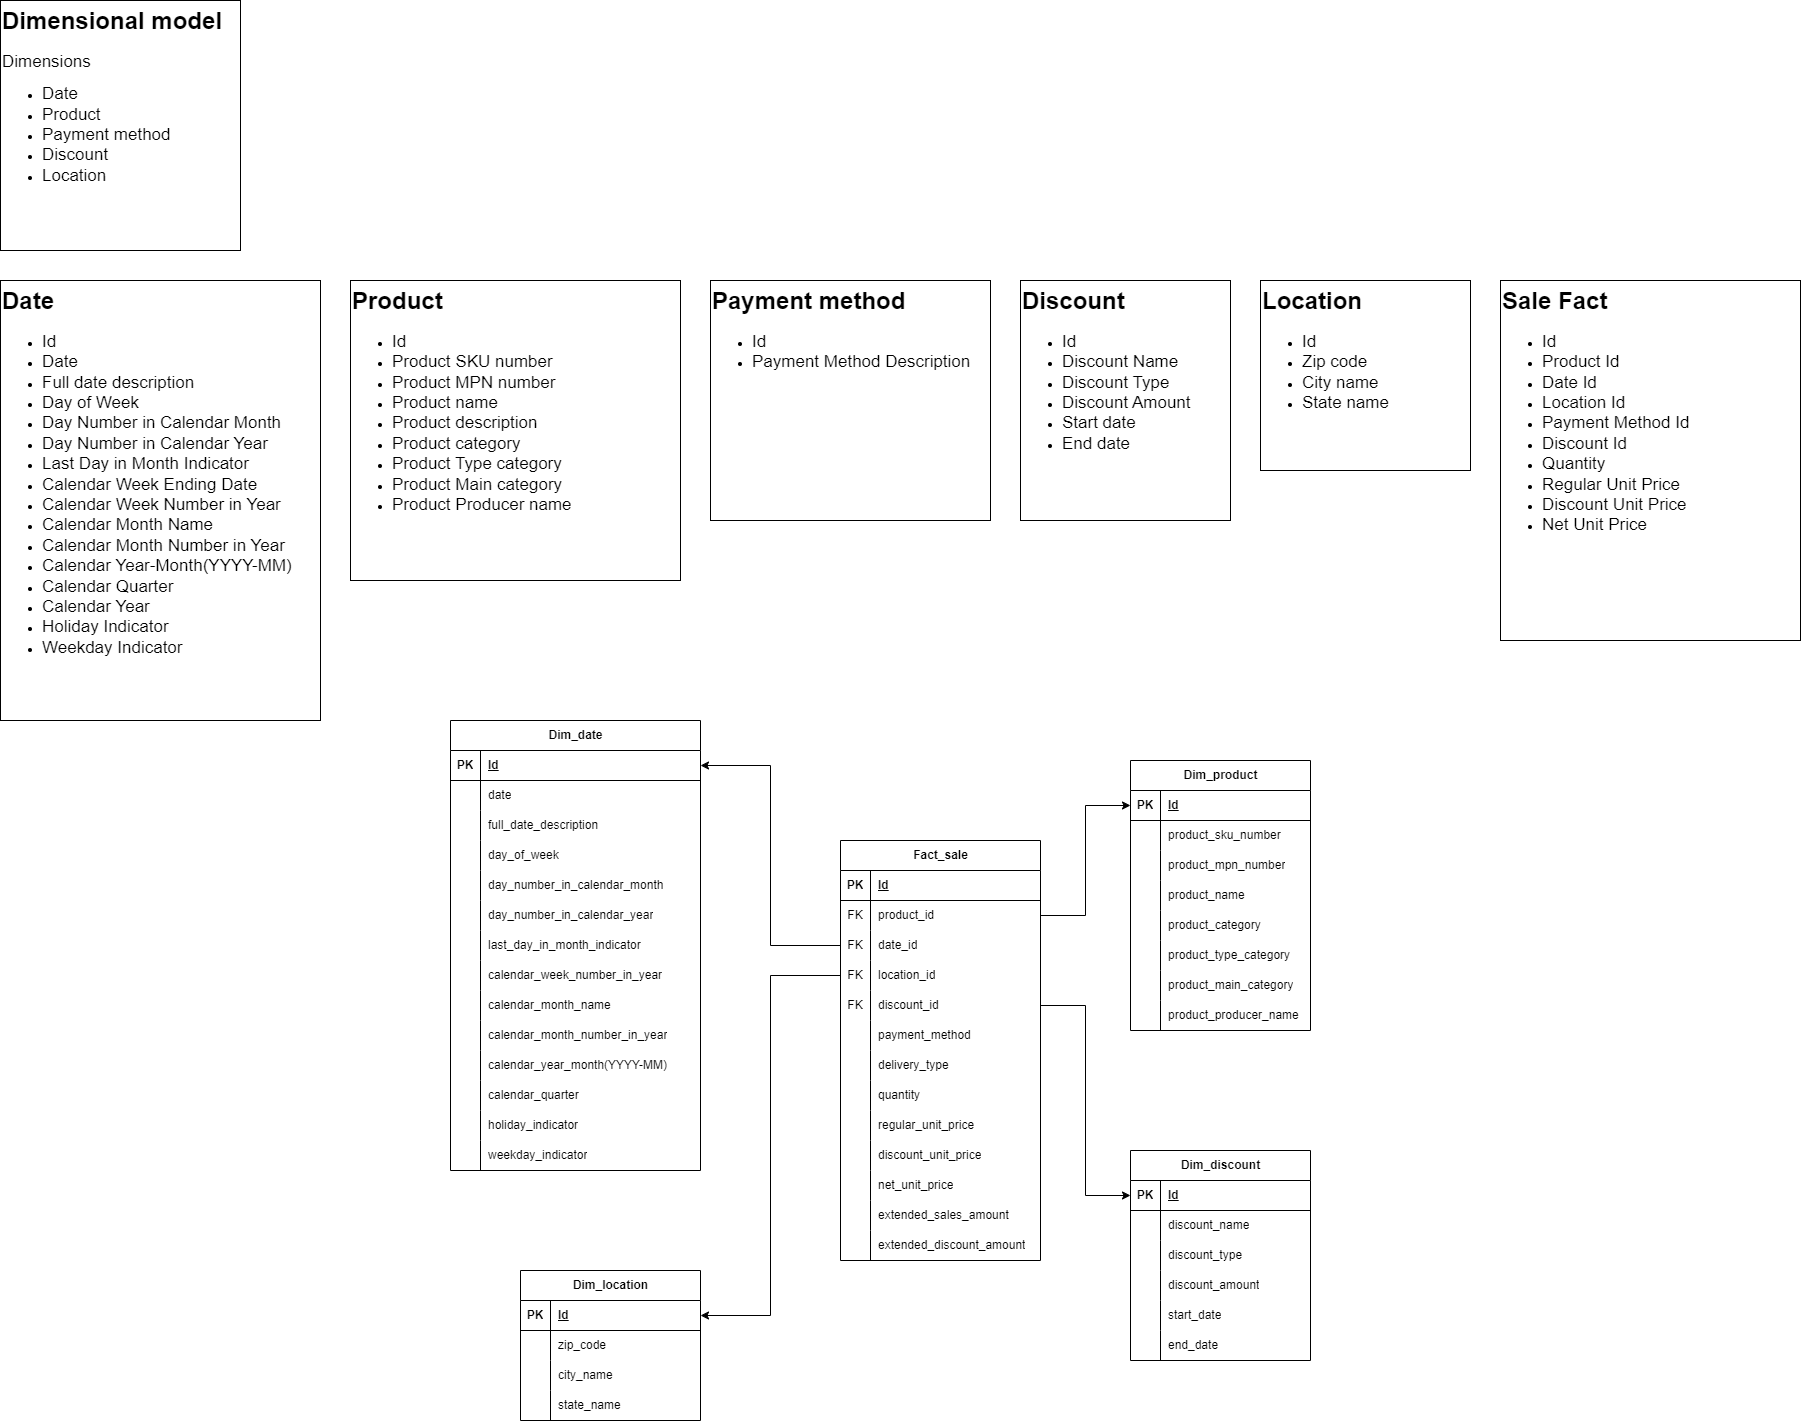 Dimensional model
Dimensions
Date
Product
Payment method
Discount
Location
Date
Id
Date
Full date description
Day of Week
Day Number in Calendar Month
Day Number in Calendar Year
Last Day in Month Indicator
Calendar Week Ending Date
Calendar Week Number in Year
Calendar Month Name
Calendar Month Number in Year
Calendar Year-Month(YYYY-MM)
Calendar Quarter
Calendar Year
Holiday Indicator
Weekday Indicator
Product
Id
Product SKU number
Product MPN number
Product name
Product description
Product category
Product Type category
Product Main category
Product Producer name
Payment method
Id
Payment Method Description
Discount
Id
Discount Name
Discount Type
Discount Amount
Start date
End date
Location
Id
Zip code
City name
State name
Sale Fact
Id
Product Id
Date Id
Location Id
Payment Method Id
Discount Id
Quantity
Regular Unit Price
Discount Unit Price
Net Unit Price
Dim_date
PK Id
date
full_date_description
day_of_week
day_number_in_calendar_month
day_number_in_calendar_year
last_day_in_month_indicator
calendar_week_number_in_year
calendar_month_name
calendar_month_number_in_year
calendar_year_month(YYYY-MM)
calendar_quarter
holiday_indicator
weekday_indicator
Fact_sale
PK Id
FK product_id
FK date_id
FK location_id
FK discount_id
payment_method
delivery_type
quantity
regular_unit_price
discount_unit_price
net_unit_price
extended_sales_amount
extended_discount_amount
Dim_product
PK Id
product_sku_number
product_mpn_number
product_name
product_category
product_type_category
product_main_category
product_producer_name
Dim_discount
PK Id
discount_name
discount_type
discount_amount
start_date
end_date
Dim_location
PK Id
zip_code
city_name
state_name